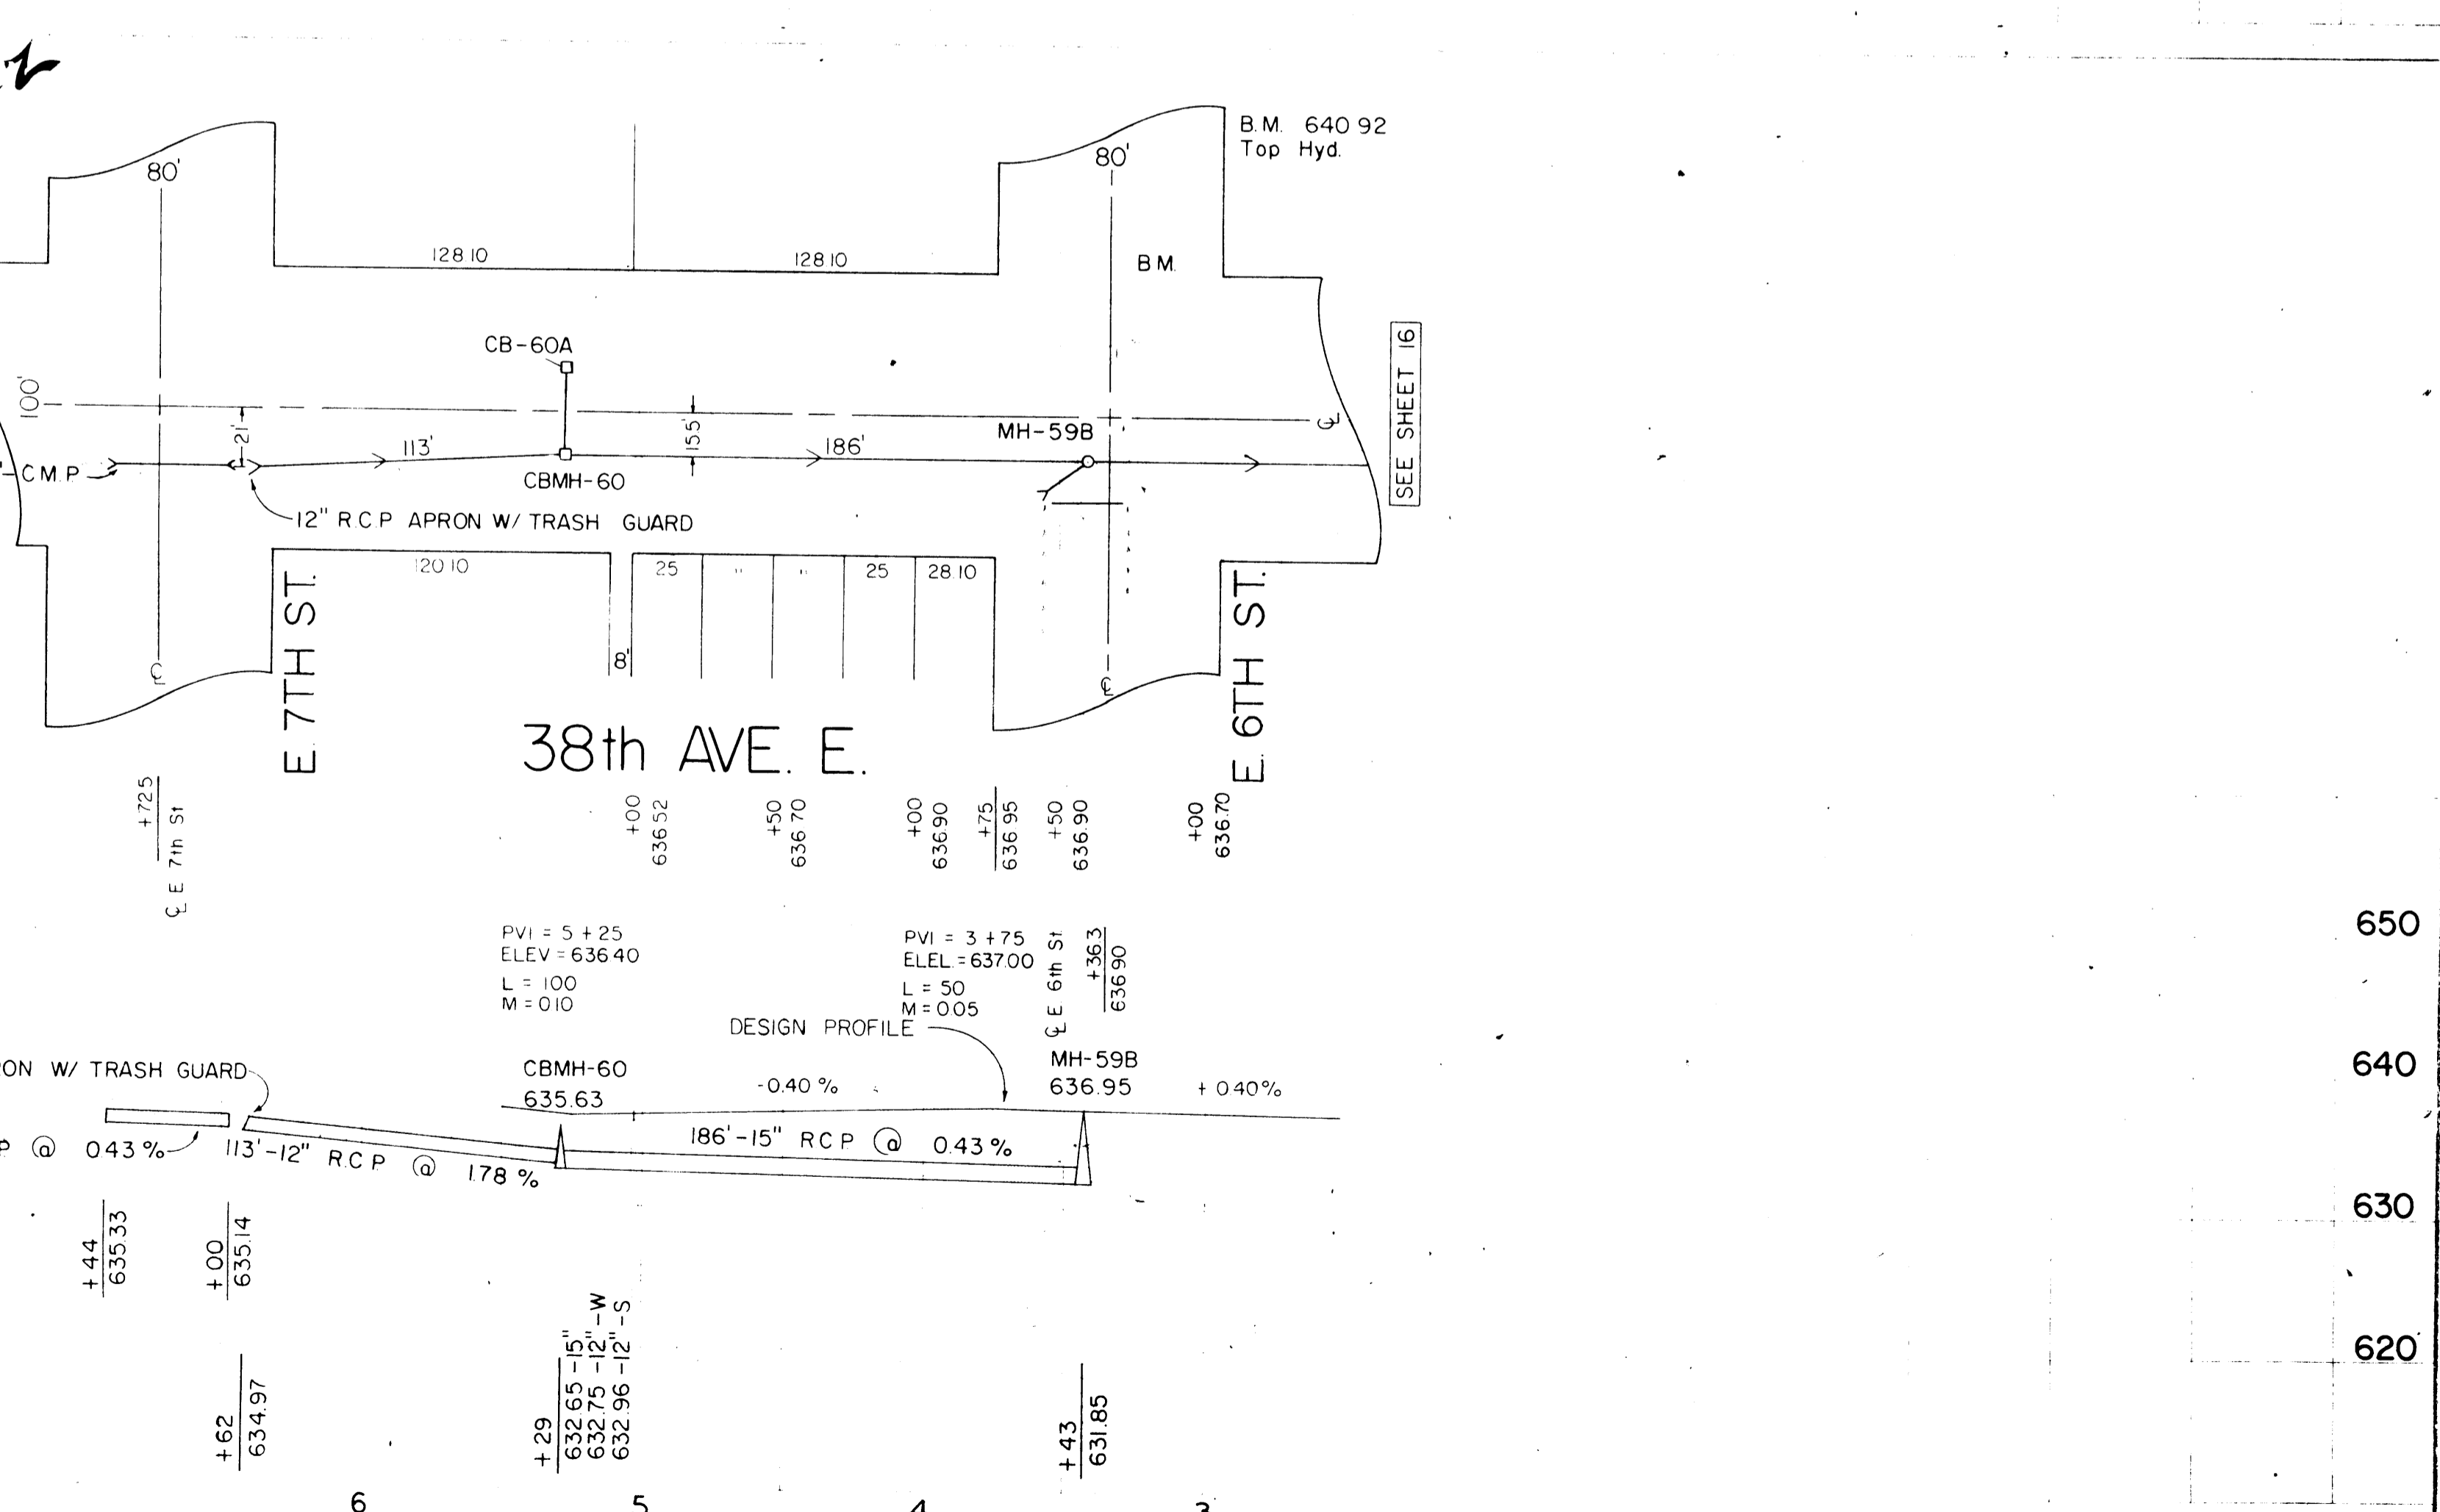 B.M. 640 92
Top Hyd.
80'
80'
128.10
128.10
B M.
CB-60A
100'
21'
113'
15.5'
186'
MH-59B
℄
SEE SHEET 16
C.M.P.
CBMH-60
12" R.C.P APRON W/ TRASH GUARD
120.10
25
"
"
25
28.10
8'
℄
℄
E. 7TH ST.
E. 6TH ST.
38th AVE. E.
+72.5
℄ E 7th St
+00
636 52
+50
636 70
+00
636.90
+75
636 95
+50
636.90
+00
636.70
PVI = 5 + 25
ELEV = 636 40
L = 100
M = 0.10
PVI = 3 +75
ELEL. = 637.00
L = 50
M = 0.05
℄ E 6th St
+36.3
636 90
650
DESIGN PROFILE
ON W/ TRASH GUARD
CBMH-60
635.63
-0.40 %
MH-59B
636.95
+ 0.40%
640
P @ 0.43 %
113'-12" R.C P @ 1.78 %
186'-15" R C P @ 0.43 %
+ 44
635.33
+ 00
635.14
630
+ 62
634.97
+ 29
632.65 -15"
632.75 -12"-W
632.96 -12"-S
+ 43
631.85
620
6
5
4
3